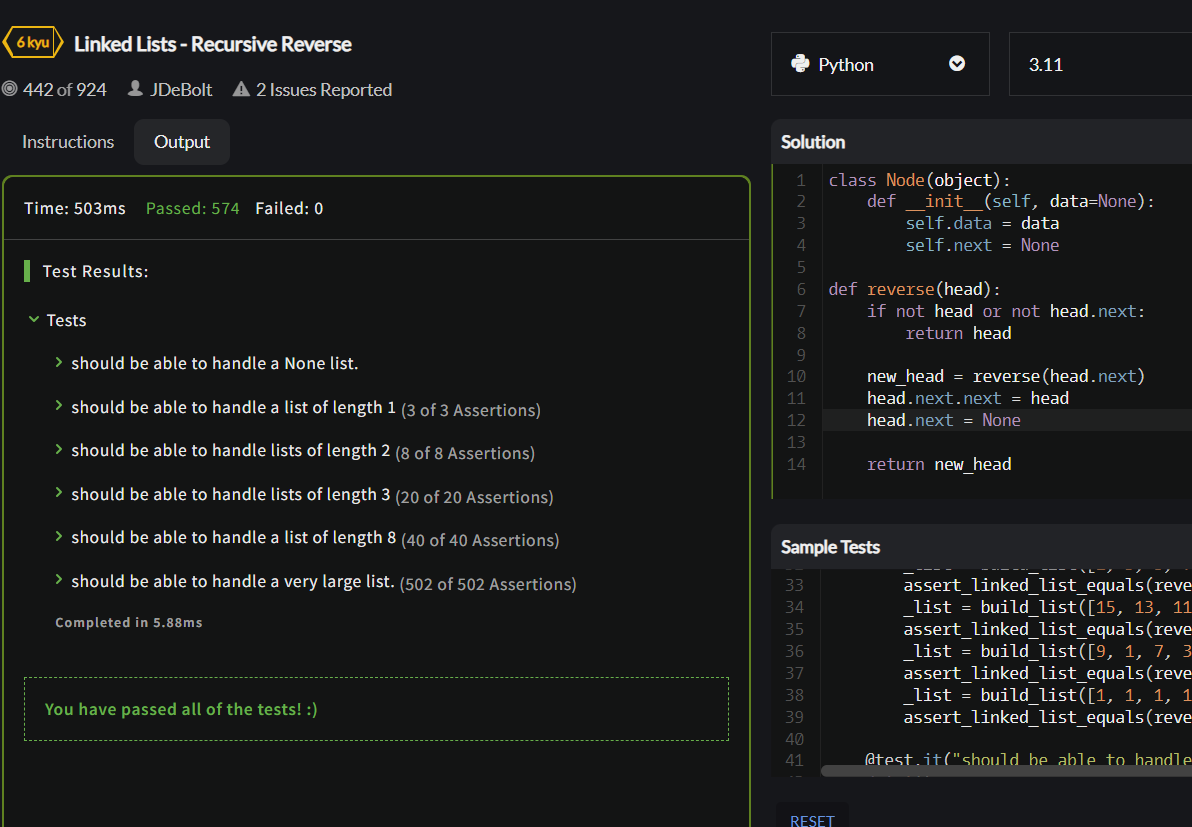 6 kyu Linked Lists - Recursive Reverse
442 of 924 JDeBolt 2 Issues Reported
Instructions Output
Time: 503ms Passed: 574 Failed: 0
Test Results:
Tests
should be able to handle a None list.
should be able to handle a list of length 1 (3 of 3 Assertions)
should be able to handle lists of length 2 (8 of 8 Assertions)
should be able to handle lists of length 3 (20 of 20 Assertions)
should be able to handle a list of length 8 (40 of 40 Assertions)
should be able to handle a very large list. (502 of 502 Assertions)
Completed in 5.88ms
You have passed all of the tests! :)
Python 3.11
Solution
1 class Node(object):
2     def __init__(self, data=None):
3         self.data = data
4         self.next = None
5
6 def reverse(head):
7     if not head or not head.next:
8         return head
9
10     new_head = reverse(head.next)
11     head.next.next = head
12     head.next = None
13
14     return new_head
Sample Tests
33 assert_linked_list_equals(reve
34 _list = build_list([15, 13, 11
35 assert_linked_list_equals(reve
36 _list = build_list([9, 1, 7, 3
37 assert_linked_list_equals(reve
38 _list = build_list([1, 1, 1, 1
39 assert_linked_list_equals(reve
40
41 @test.it("should be able to handle
RESET